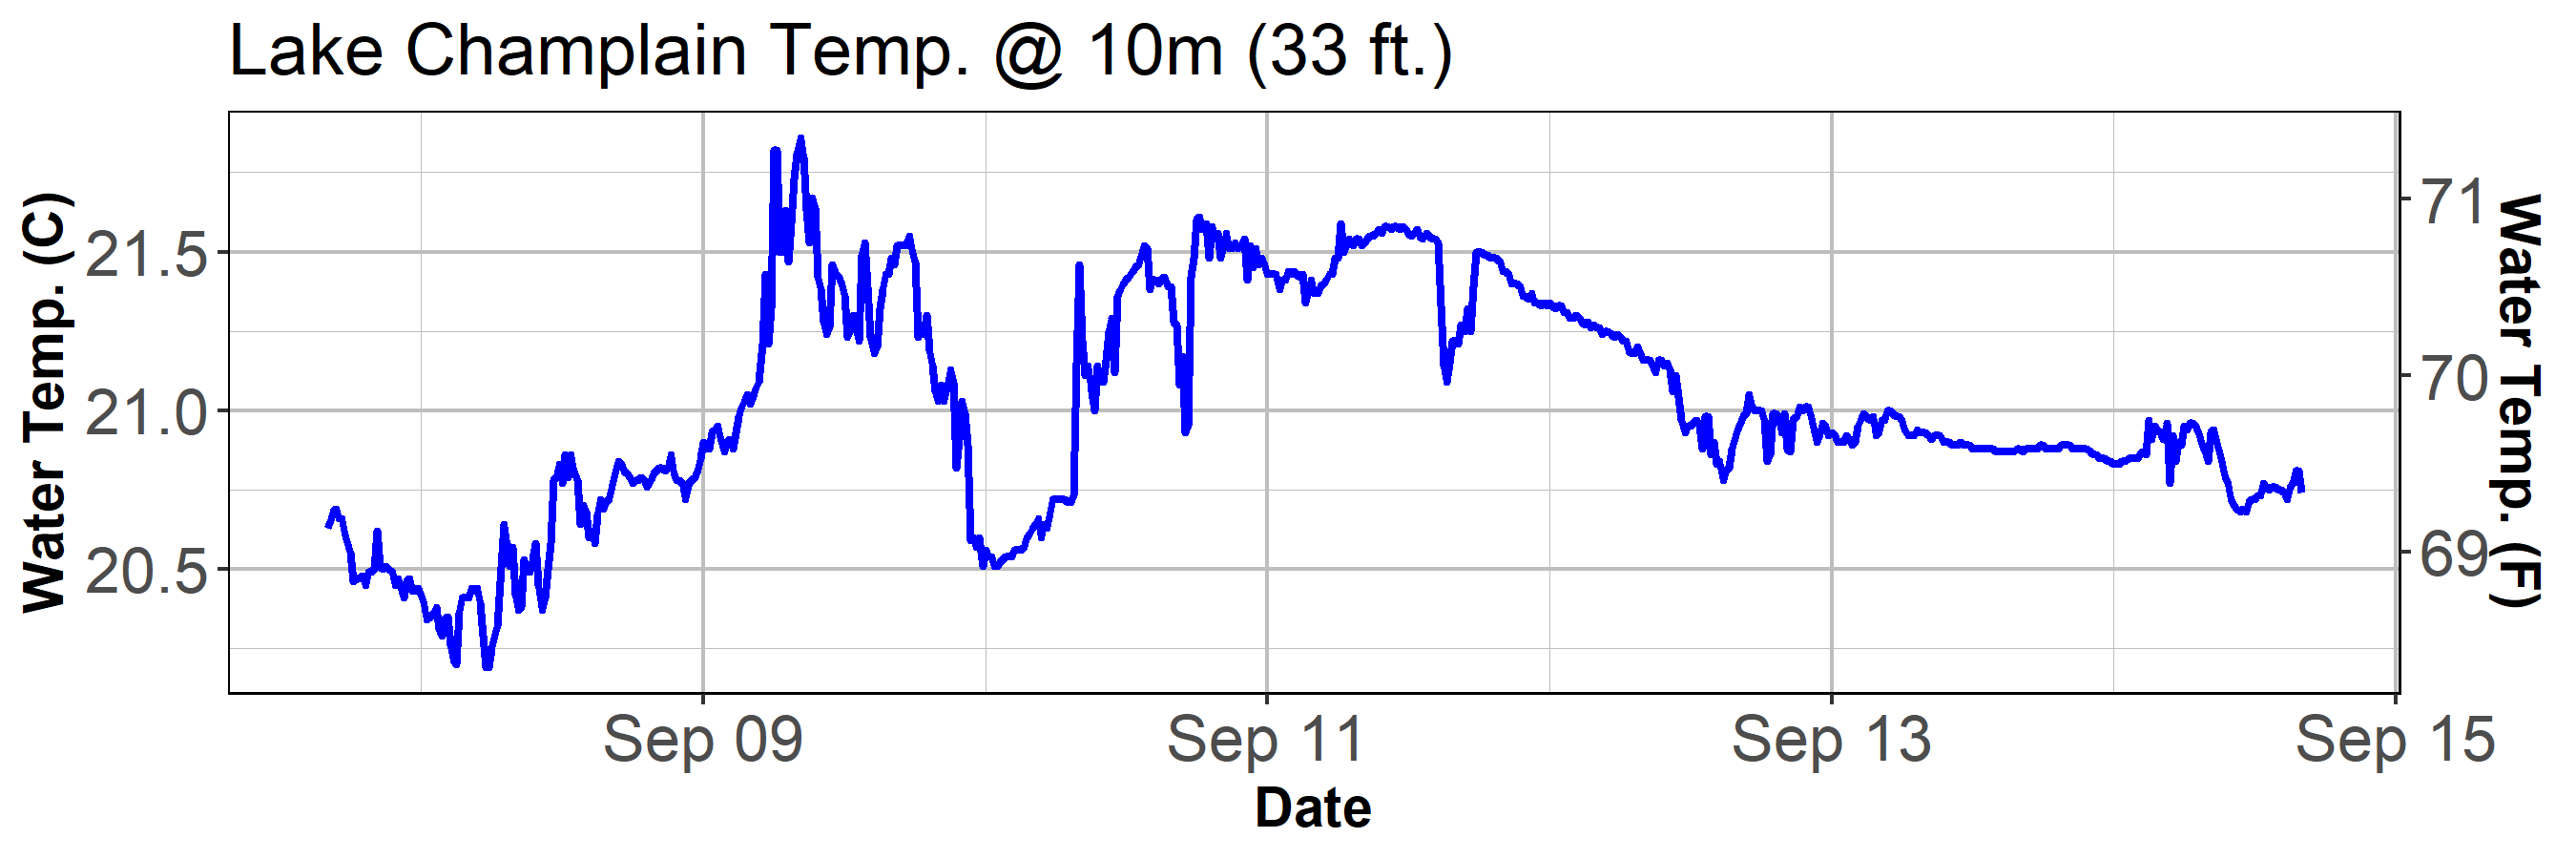 Lake Champlain Temp. @ 10m (33 ft.)
Water Temp. (C)
21.5
21.0
20.5
71
70
69
Water Temp. (F)
Sep 09
Sep 11
Sep 13
Sep 15
Date